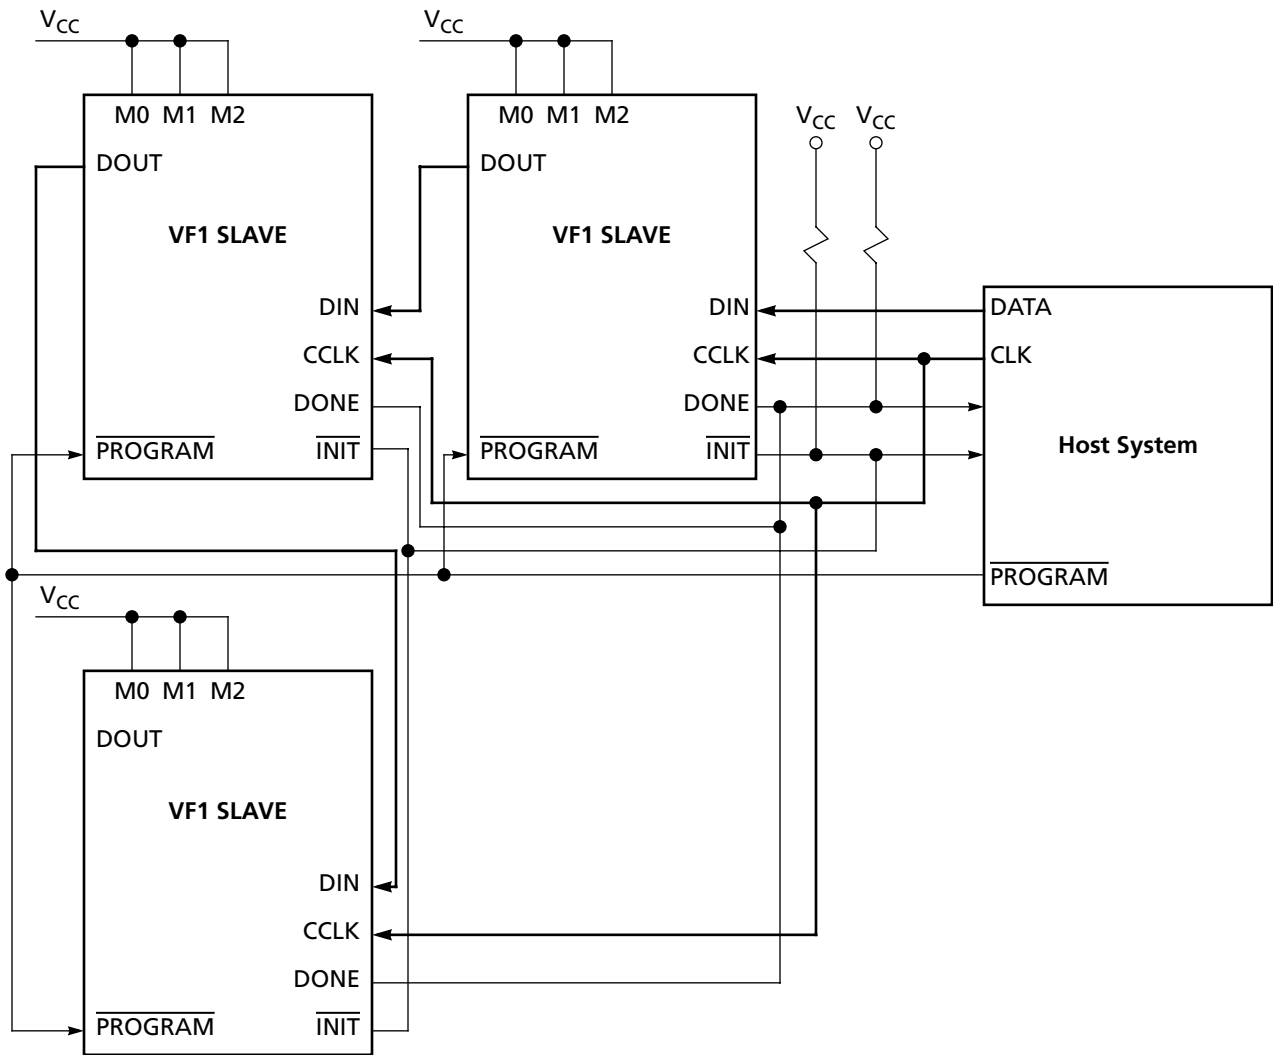 VCC
VCC
M0 M1 M2
DOUT
VF1 SLAVE
DIN
CCLK
DONE
PROGRAM
INIT
M0 M1 M2
DOUT
VF1 SLAVE
DIN
CCLK
DONE
PROGRAM
INIT
VCC
VCC
DATA
CLK
Host System
PROGRAM
VCC
M0 M1 M2
DOUT
VF1 SLAVE
DIN
CCLK
DONE
PROGRAM
INIT